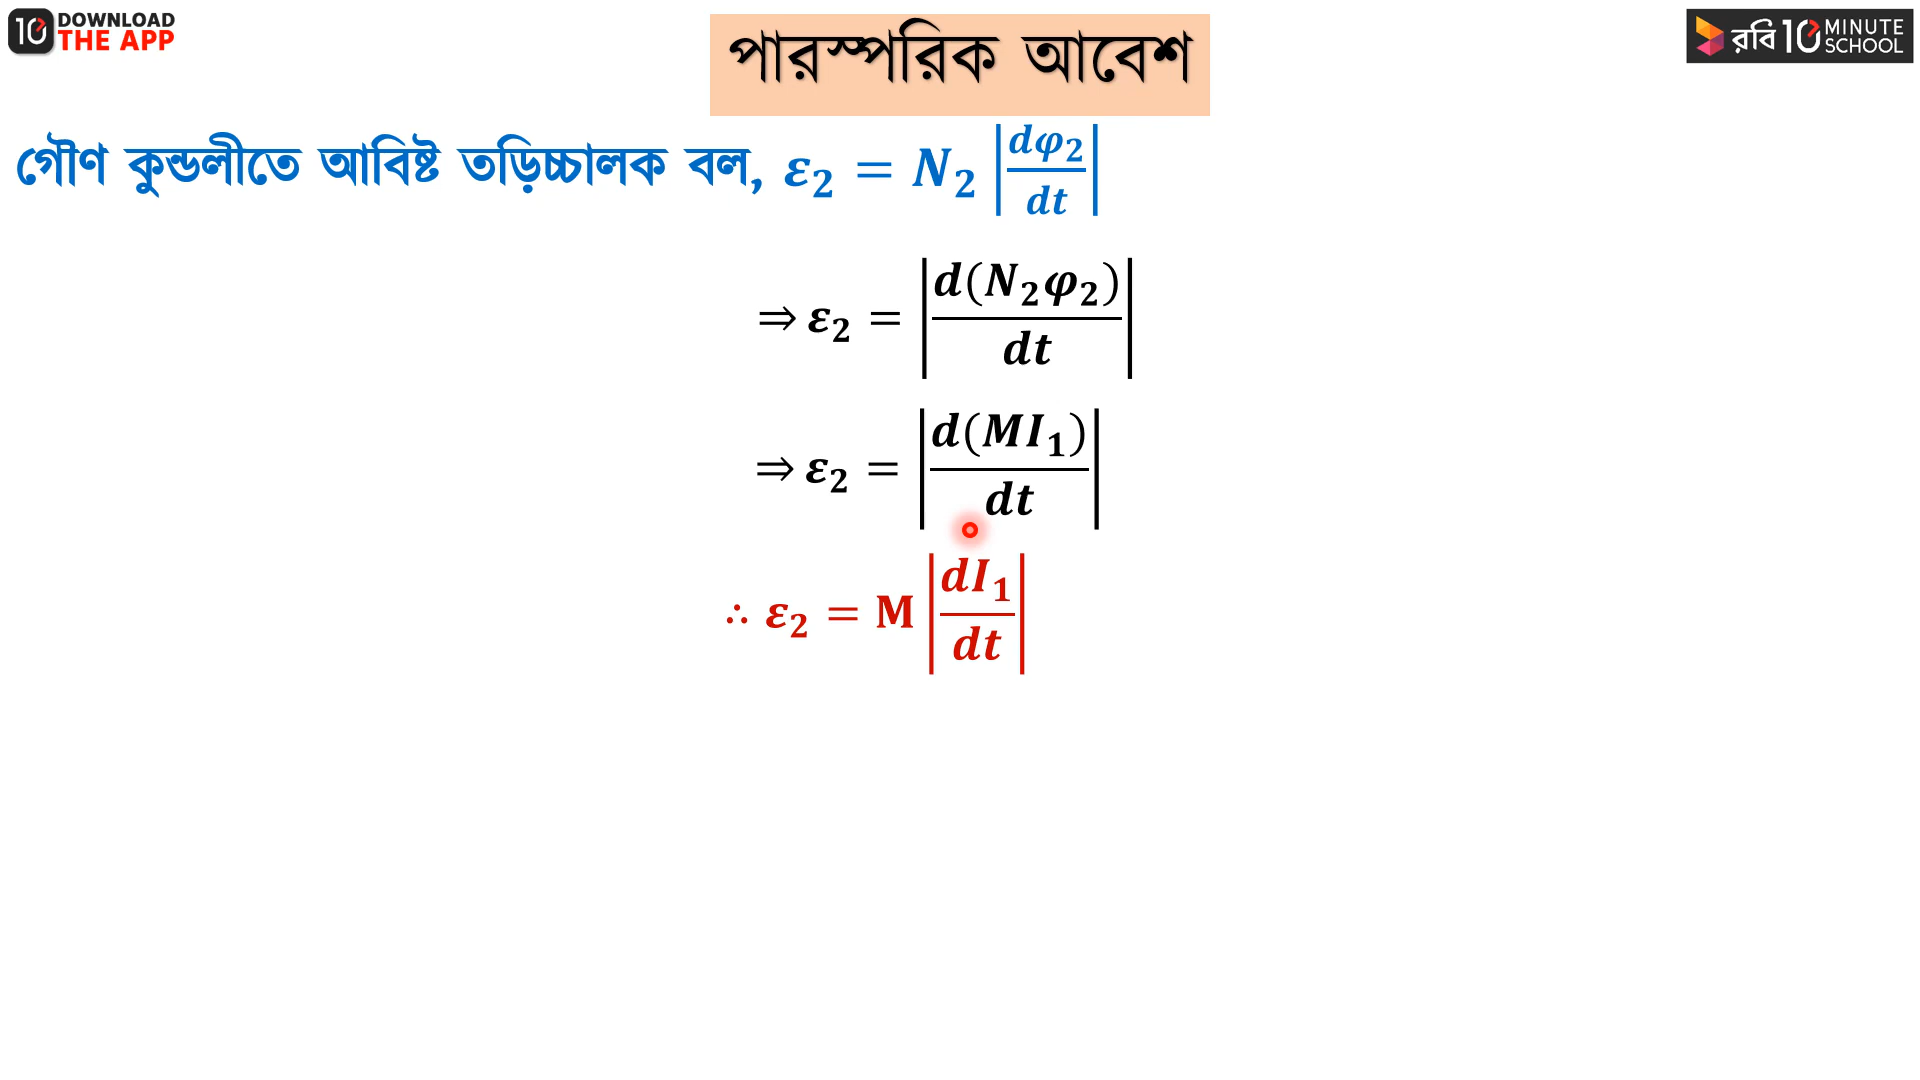 DOWNLOAD
THE APP
পারস্পরিক আবেশ
রবি 10 MINUTE SCHOOL
গৌণ কুন্ডলীতে আবিষ্ট তড়িচ্চালক বল, ε₂ = N₂ |dφ₂/dt|
⇒ ε₂ = |d(N₂φ₂)/dt|
⇒ ε₂ = |d(MI₁)/dt|
∴ ε₂ = M |dI₁/dt|